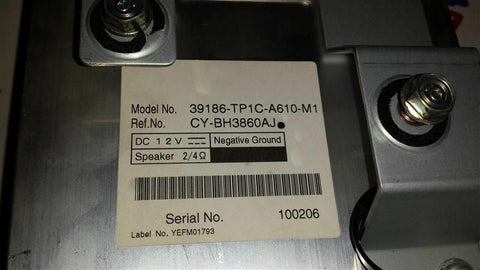 Model No. 39186-TP1C-A610-M1
Ref.No. CY-BH3860AJ
DC 12V Negative Ground
Speaker 2/4Ω
Serial No. 100206
Label No. YEFM01793